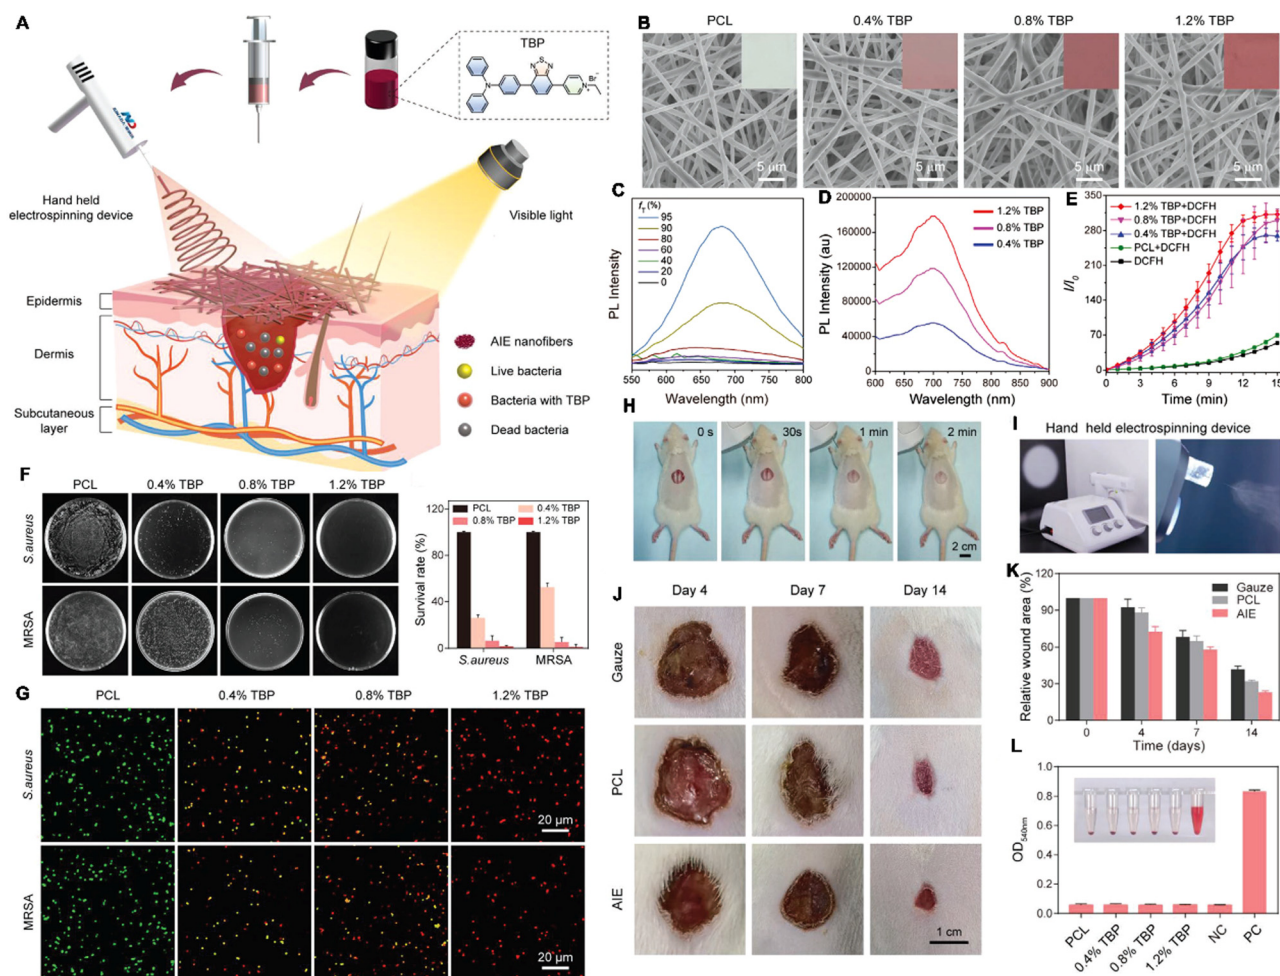 A
TBP
N
S
N
N
Br⁻
N
+
Hand held
electrospinning device
Visible light
Epidermis
Dermis
Subcutaneous
layer
AIE nanofibers
Live bacteria
Bacteria with TBP
Dead bacteria
B
PCL
0.4% TBP
0.8% TBP
1.2% TBP
5 µm
5 µm
5 µm
5 µm
C
PL Intensity
f_T (%)
95
90
80
60
40
20
0
550
600
650
700
750
800
Wavelength (nm)
D
PL Intensity (au)
200000
160000
120000
80000
40000
0
1.2% TBP
0.8% TBP
0.4% TBP
600
650
700
750
800
850
900
Wavelength (nm)
E
I/I₀
350
280
210
140
70
0
1.2% TBP+DCFH
0.8% TBP+DCFH
0.4% TBP+DCFH
PCL+DCFH
DCFH
0
3
6
9
12
15
Time (min)
F
PCL
0.4% TBP
0.8% TBP
1.2% TBP
S.aureus
MRSA
Survival rate (%)
120
80
40
0
PCL
0.4% TBP
0.8% TBP
1.2% TBP
S.aureus
MRSA
G
PCL
0.4% TBP
0.8% TBP
1.2% TBP
S.aureus
20 µm
MRSA
20 µm
H
0 s
30s
1 min
2 min
2 cm
I
Hand held electrospinning device
J
Day 4
Day 7
Day 14
Gauze
PCL
AIE
1 cm
K
Relative wound area (%)
120
90
60
30
0
Gauze
PCL
AIE
0
4
7
14
Time (days)
L
OD540nm
1.0
0.8
0.6
0.4
0.2
0.0
PCL
0.4% TBP
0.8% TBP
1.2% TBP
NC
PC